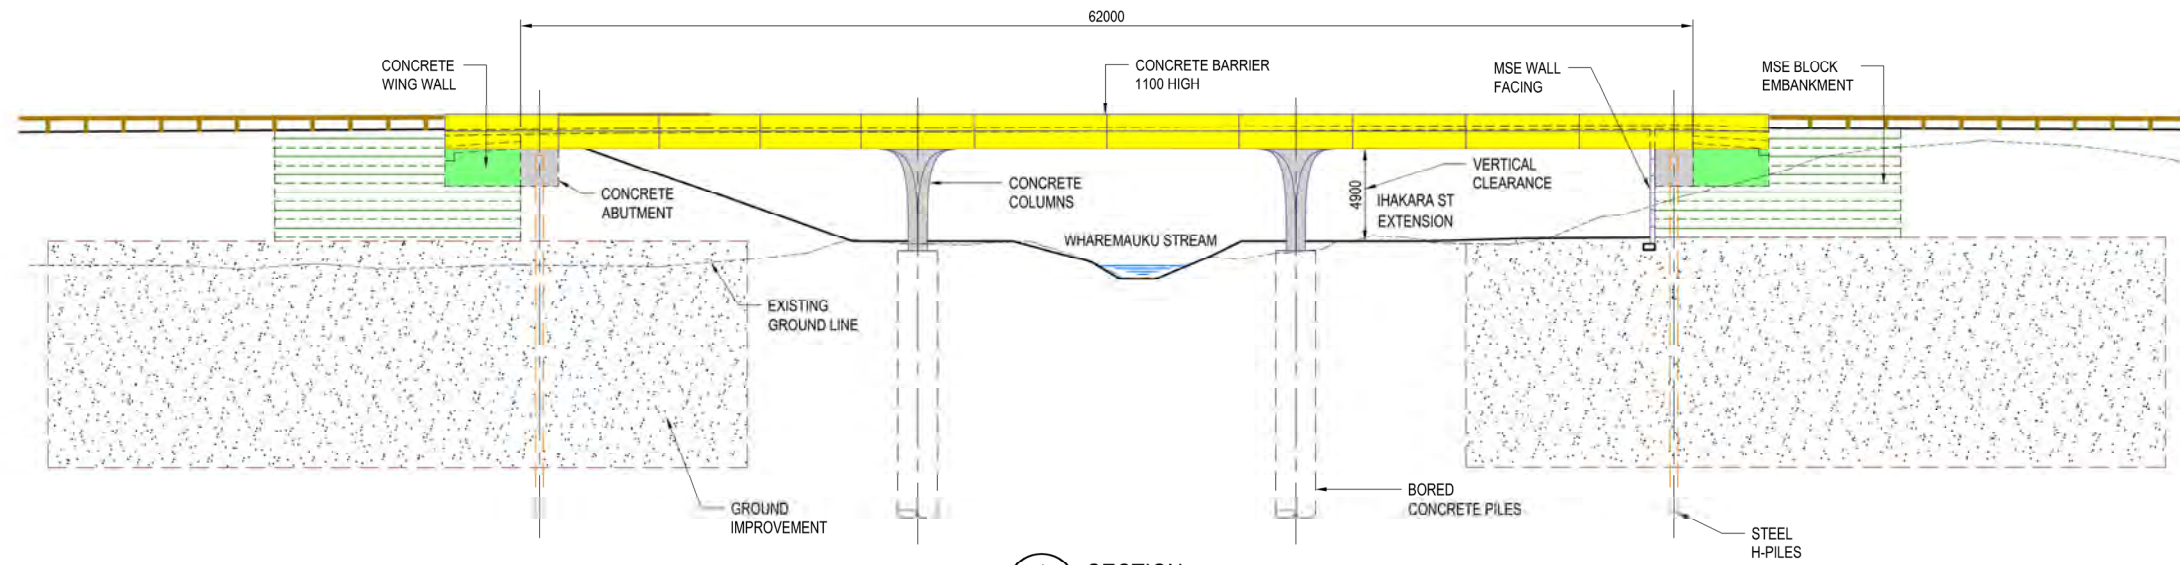 62000
CONCRETE
WING WALL
CONCRETE BARRIER
1100 HIGH
MSE WALL
FACING
MSE BLOCK
EMBANKMENT
CONCRETE
ABUTMENT
CONCRETE
COLUMNS
4900
VERTICAL
CLEARANCE
IHAKARA ST
EXTENSION
WHAREMAUKU STREAM
EXISTING
GROUND LINE
GROUND
IMPROVEMENT
BORED
CONCRETE PILES
STEEL
H-PILES
SECTION